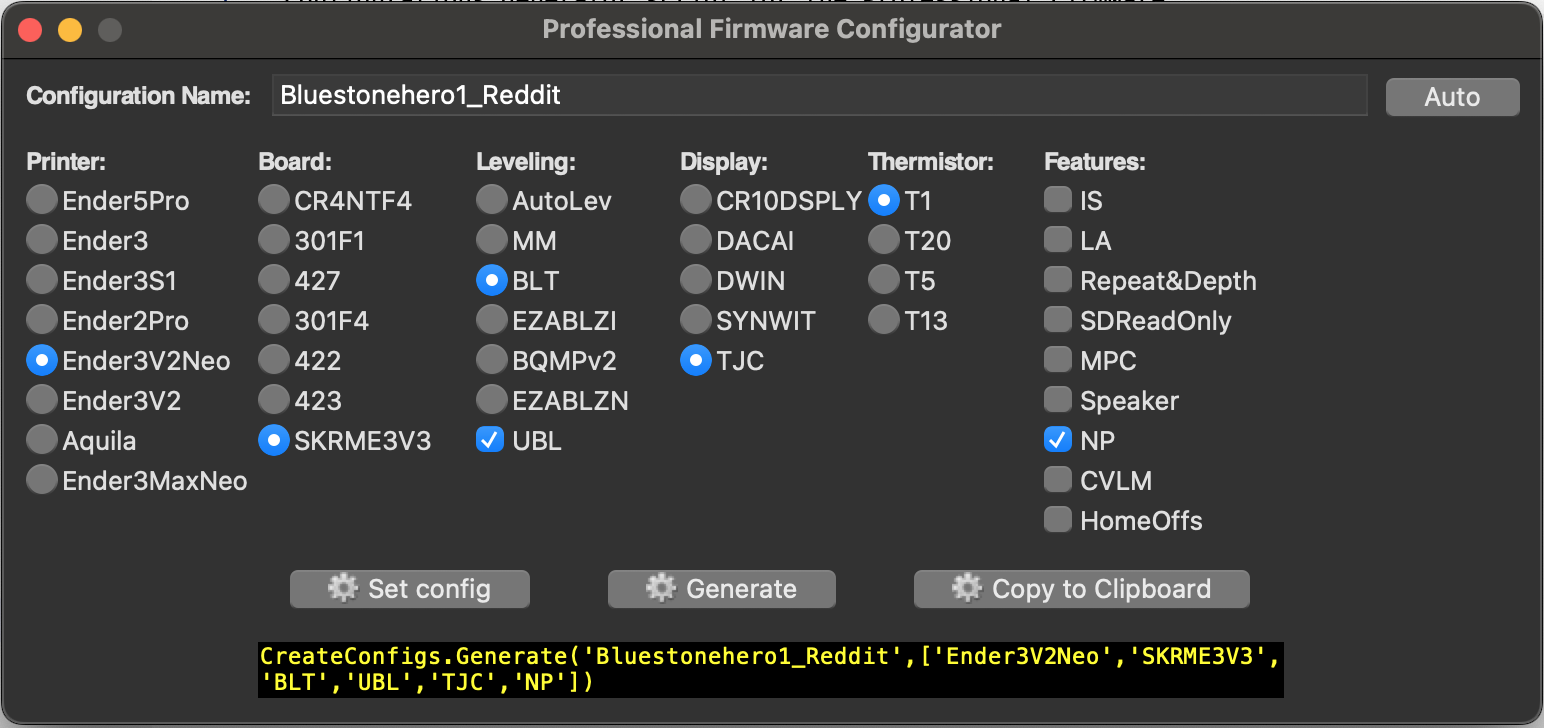 Professional Firmware Configurator
Configuration Name: Bluestonehero1_Reddit Auto
Printer: Board: Leveling: Display: Thermistor: Features:
Ender5Pro CR4NTF4 AutoLev CR10DSPLY T1 IS
Ender3 301F1 MM DACAI T20 LA
Ender3S1 427 BLT DWIN T5 Repeat&Depth
Ender2Pro 301F4 EZABLZI SYNWIT T13 SDReadOnly
Ender3V2Neo 422 BQMPv2 TJC MPC
Ender3V2 423 EZABLZN Speaker
Aquila SKRME3V3 UBL NP
Ender3MaxNeo CVLM
HomeOffs
Set config Generate Copy to Clipboard
CreateConfigs.Generate('Bluestonehero1_Reddit',['Ender3V2Neo','SKRME3V3',
'BLT','UBL','TJC','NP'])